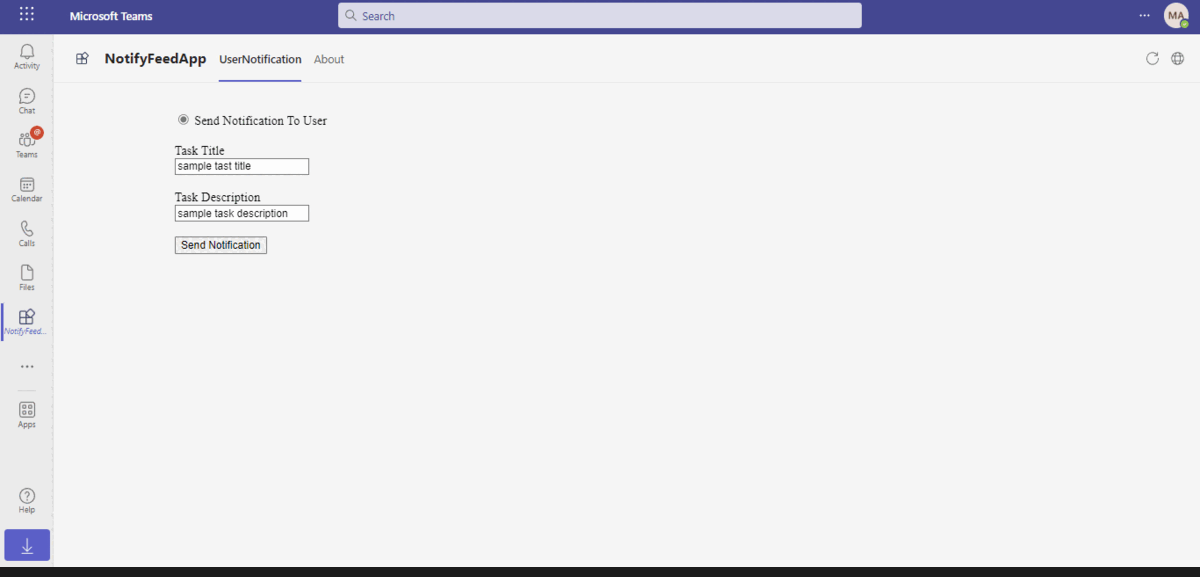 Microsoft Teams
Search
...
MA
Activity
Chat
@
Teams
Calendar
Calls
Files
NotifyFeed...
...
Apps
Help
NotifyFeedApp UserNotification About
Send Notification To User
Task Title
sample tast title
Task Description
sample task description
Send Notification